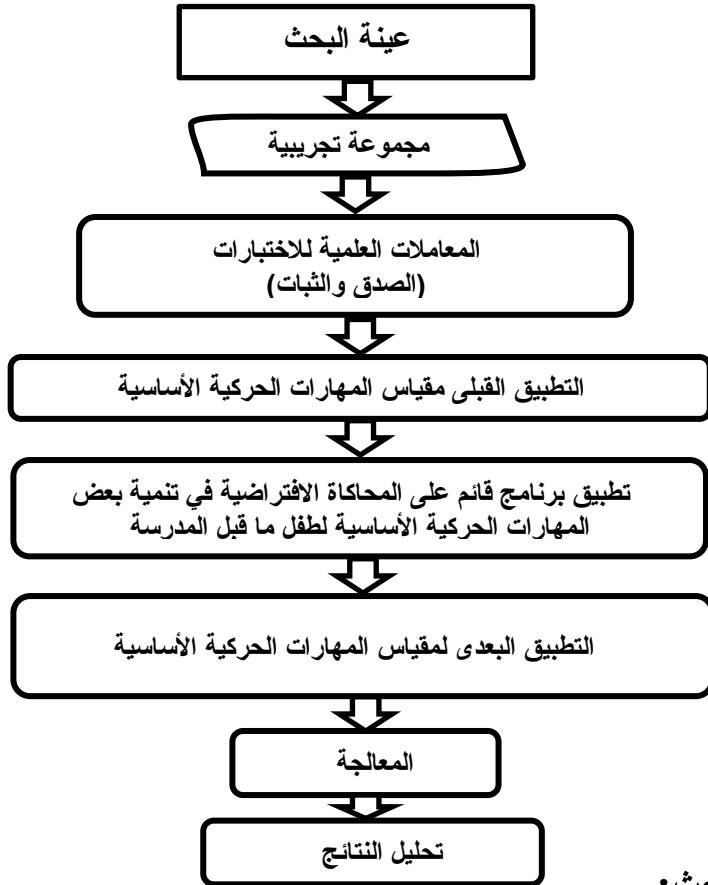 عينة البحث
مجموعة تجريبية
المعاملات العلمية للاختبارات
(الصدق والثبات)
التطبيق القبلى مقياس المهارات الحركية الأساسية
تطبيق برنامج قائم على المحاكاة الافتراضية في تنمية بعض
المهارات الحركية الأساسية لطفل ما قبل المدرسة
التطبيق البعدى لمقياس المهارات الحركية الأساسية
المعالجة
تحليل النتائج